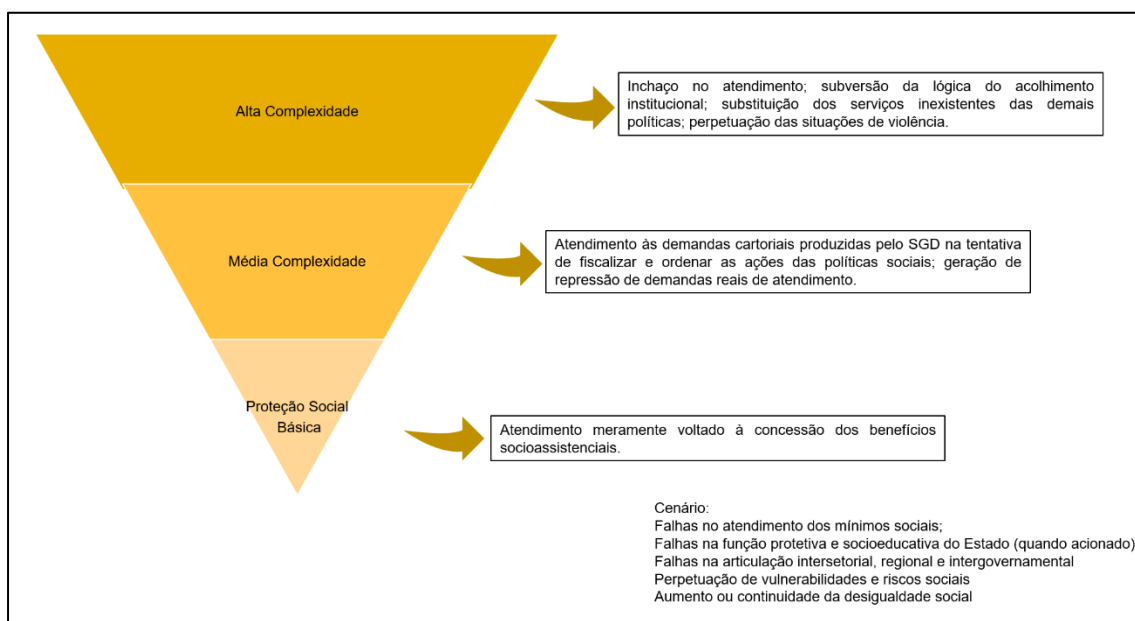 Alta Complexidade
Inchaço no atendimento; subversão da lógica do acolhimento
institucional; substituição dos serviços inexistentes das demais
políticas; perpetuação das situações de violência.
Média Complexidade
Atendimento às demandas cartoriais produzidas pelo SGD na tentativa
de fiscalizar e ordenar as ações das políticas sociais; geração de
repressão de demandas reais de atendimento.
Proteção Social
Básica
Atendimento meramente voltado à concessão dos benefícios
socioassistenciais.
Cenário:
Falhas no atendimento dos mínimos sociais;
Falhas na função protetiva e socioeducativa do Estado (quando acionado)
Falhas na articulação intersetorial, regional e intergovernamental
Perpetuação de vulnerabilidades e riscos sociais
Aumento ou continuidade da desigualdade social